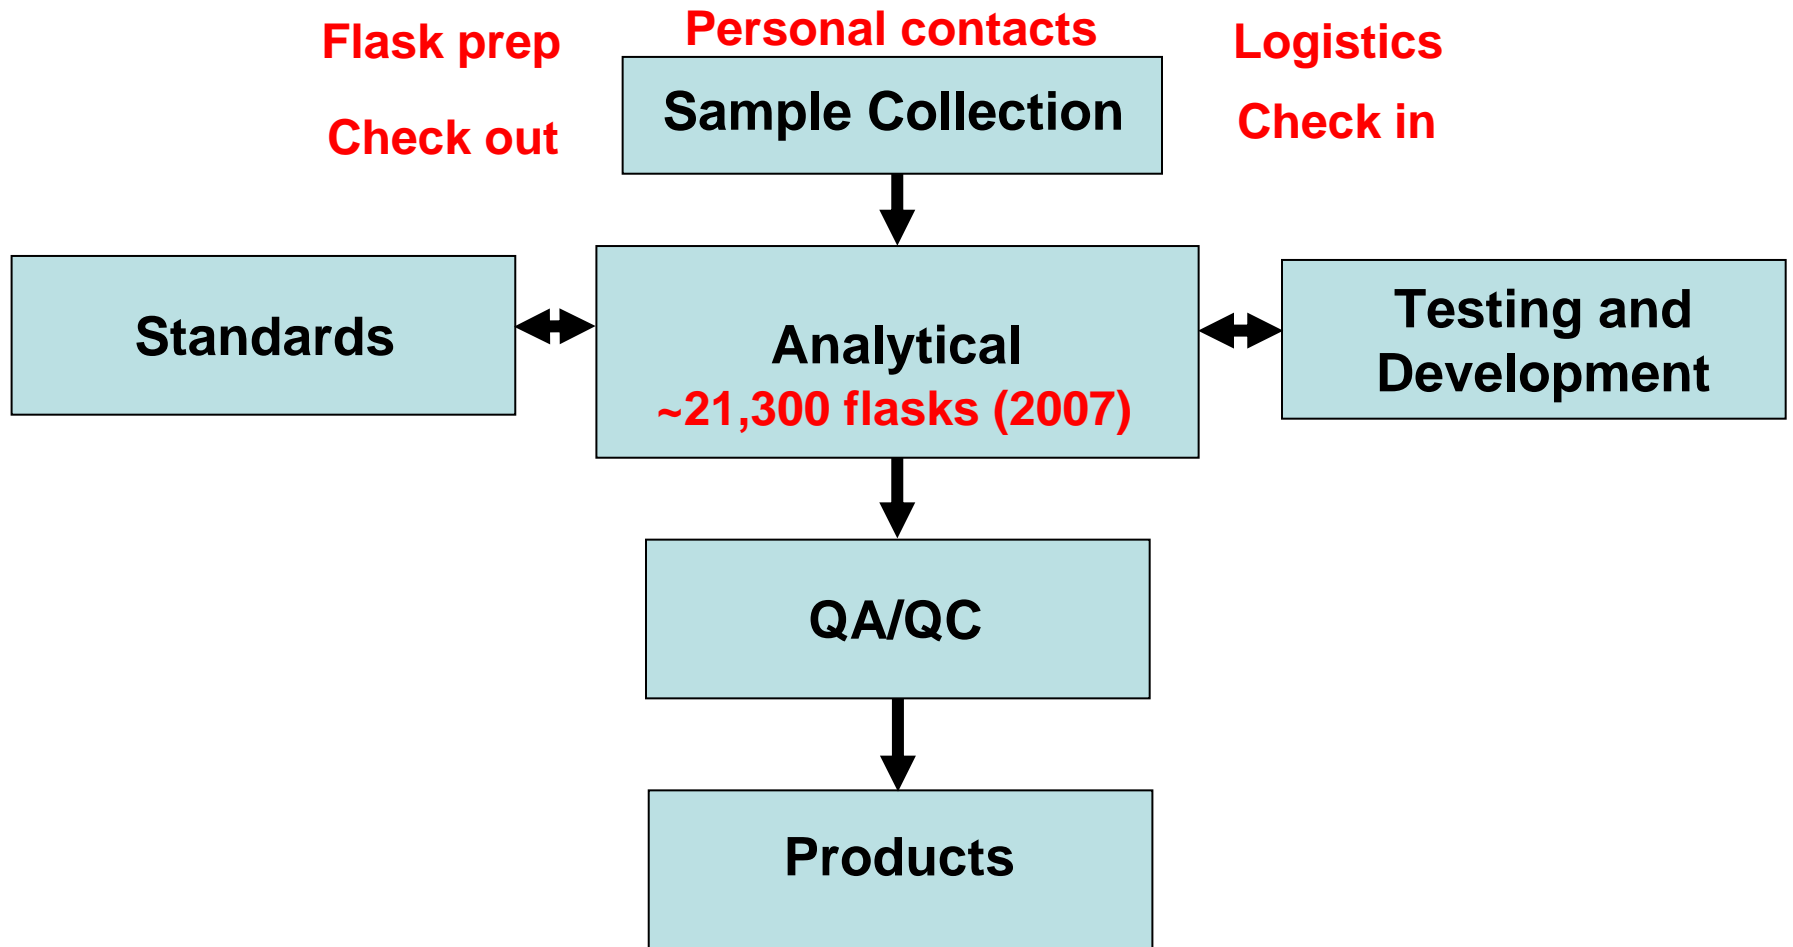 Flask prep
Personal contacts
Logistics
Check out
Sample Collection
Check in
Standards
Analytical
~21,300 flasks (2007)
Testing and
Development
QA/QC
Products